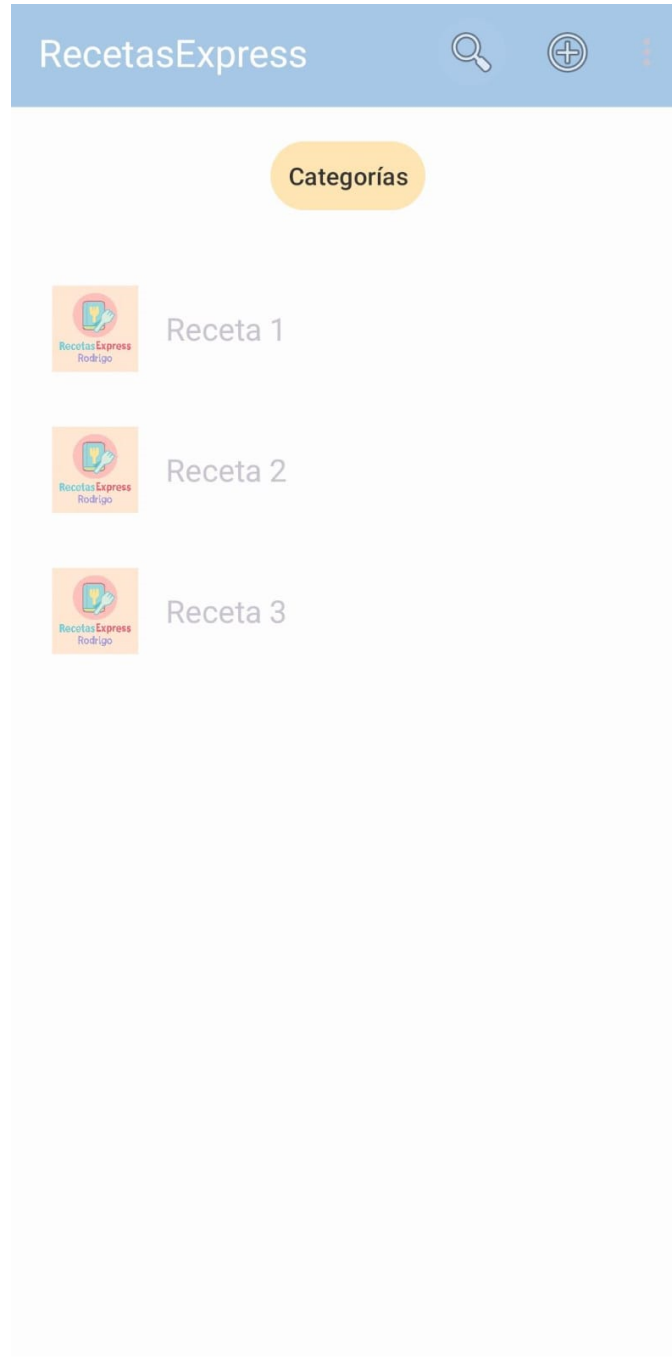 RecetasExpress
Categorías
RecetasExpress
Rodrigo
Receta 1
RecetasExpress
Rodrigo
Receta 2
RecetasExpress
Rodrigo
Receta 3